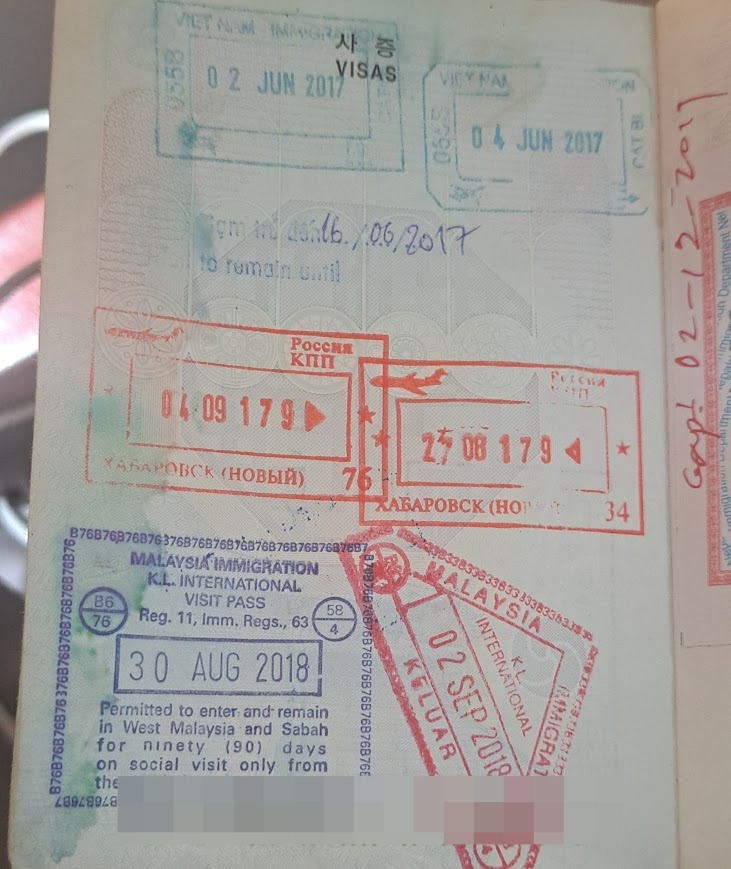 사증
VISAS
VIET NAM - IMMIGRATION
0558
02 JUN 2017
VIET NAM
0555
04 JUN 2017
CAT BI
16/06/2017
to remain until
Россия
КПП
04 09 17 9
ХАБАРОВСК (НОВЫЙ) 76
Россия
КПП
08 17 9
ХАБАРОВСК (НО
34
B76B76B76B76B76B76B76B76B76B76B76B76B7
MALAYSIA IMMIGRATION
K.L. INTERNATIONAL
VISIT PASS
Reg. 11, Imm. Regs., 63
B6
76
58
4
30 AUG 2018
Permitted to enter and remain
in West Malaysia and Sabah
for ninety (90) days
on social visit only from
the
MALAYSIA
K.L.
INTERNATIONAL
IMIGRA
02 SEP 2018
KELUAR
02-12-2017